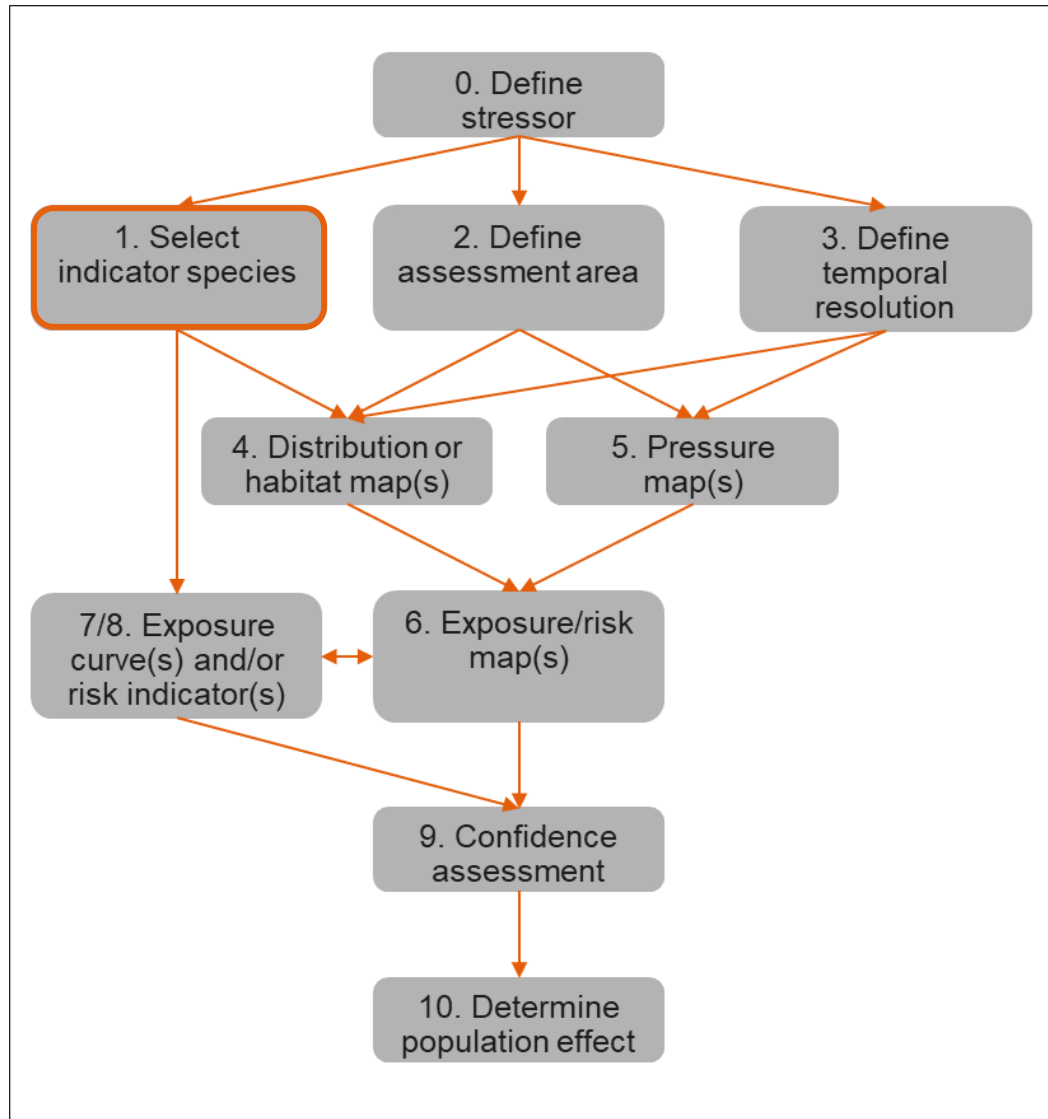 0. Define
stressor
1. Select
indicator species
2. Define
assessment area
3. Define
temporal
resolution
4. Distribution or
habitat map(s)
5. Pressure
map(s)
7/8. Exposure
curve(s) and/or
risk indicator(s)
6. Exposure/risk
map(s)
9. Confidence
assessment
10. Determine
population effect